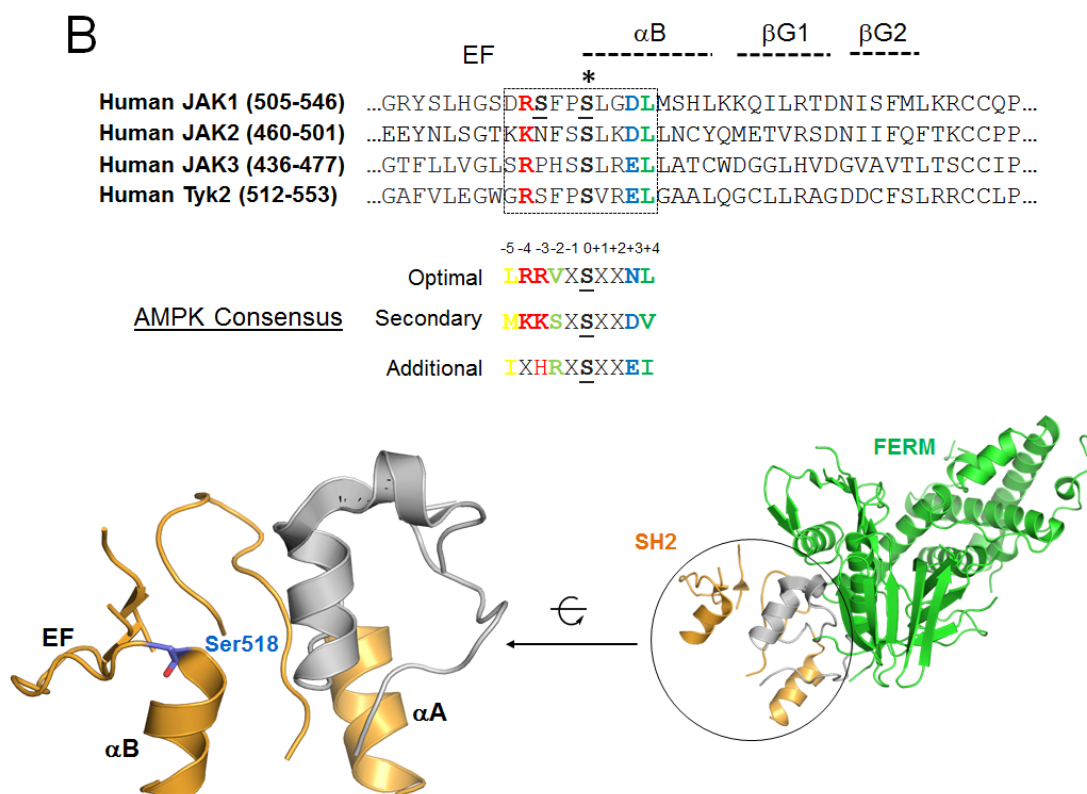 B
αB βG1 βG2
EF
*
Human JAK1 (505-546) ...GRYSLHGSDRSFPSLGDLMSHLKKQILRTDNISFMLKRCCQP...
Human JAK2 (460-501) ...EEYNLSGTKKNFSSLKDLLNCYQMETVRSDNIIFQFTKCCPP...
Human JAK3 (436-477) ...GTFLLVGLSRPHSSLRELLATCWDGGLHVDGVAVTLTSCCIP...
Human Tyk2 (512-553) ...GAFVLEGWGRSFPSVRELGAALQGCLLRAGDDCFSLRRCCLP...
-5 -4 -3-2-1 0+1+2+3+4
Optimal LRRVXSXXNL
AMPK Consensus Secondary MKKSXSXXDV
Additional IXHRXSXXEI
FERM
SH2
Ser518
EF
αA
αB